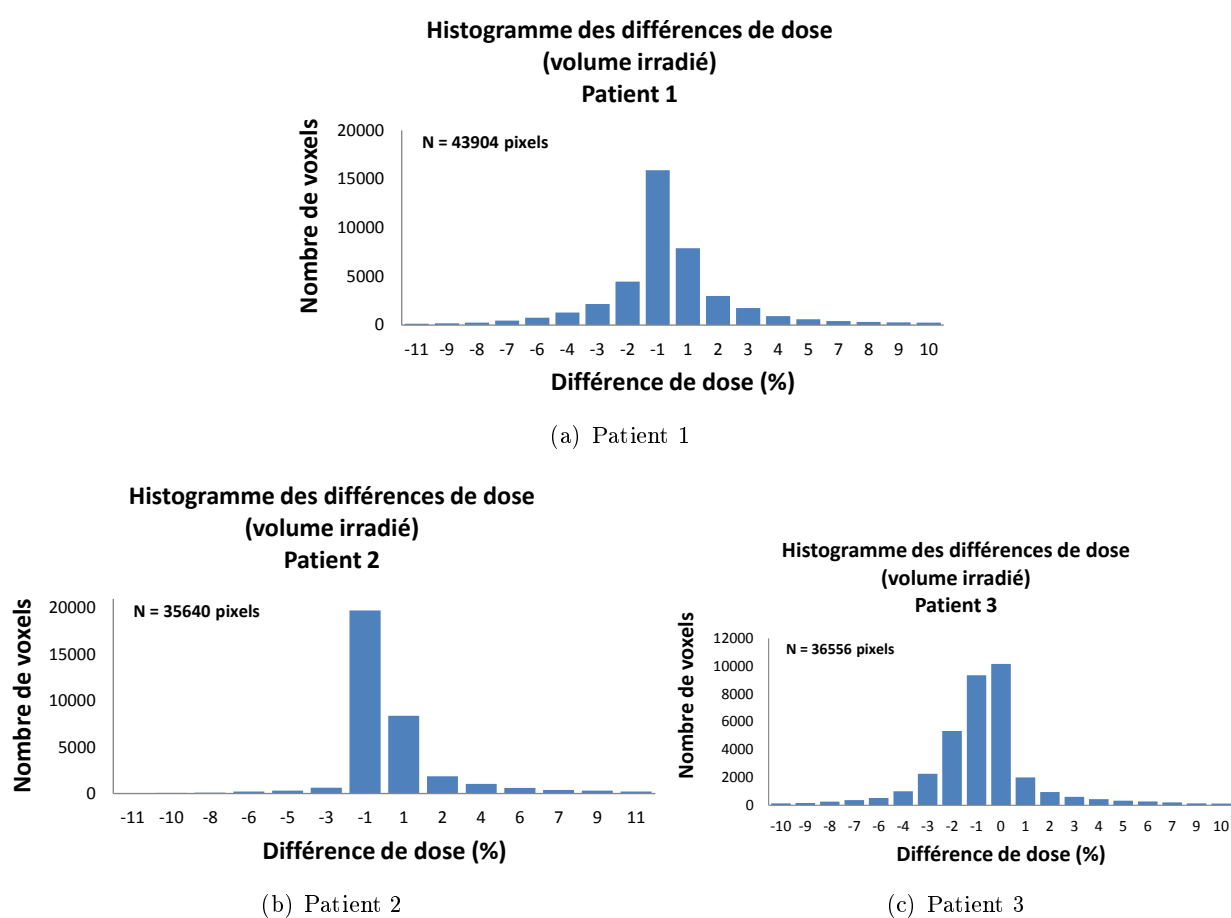 Histogramme des différences de dose
(volume irradié)
Patient 1
Nombre de voxels
20000
15000
10000
5000
0
N = 43904 pixels
-11 -9 -8 -7 -6 -4 -3 -2 -1 1 2 3 4 5 7 8 9 10
Différence de dose (%)
(a) Patient 1
Histogramme des différences de dose
(volume irradié)
Patient 2
Nombre de voxels
20000
15000
10000
5000
0
N = 35640 pixels
-11 -10 -8 -6 -5 -3 -1 1 2 4 6 7 9 11
Différence de dose (%)
(b) Patient 2
Histogramme des différences de dose
(volume irradié)
Patient 3
Nombre de voxels
12000
10000
8000
6000
4000
2000
0
N = 36556 pixels
-10 -9 -8 -7 -6 -4 -3 -2 -1 0 1 2 3 4 5 6 7 9 10
Différence de dose (%)
(c) Patient 3